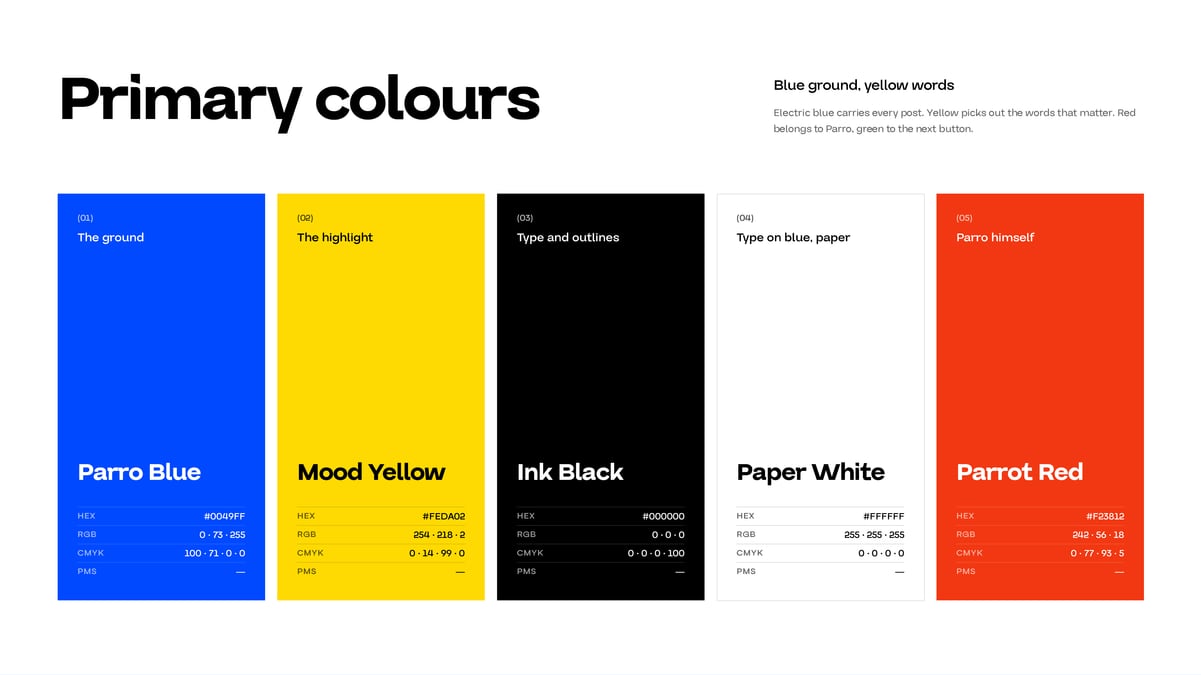 Primary colours
Blue ground, yellow words
Electric blue carries every post. Yellow picks out the words that matter. Red
belongs to Parro, green to the next button.
(01)
The ground
Parro Blue
HEX #0049FF
RGB 0 · 73 · 255
CMYK 100 · 71 · 0 · 0
PMS —
(02)
The highlight
Mood Yellow
HEX #FEDA02
RGB 254 · 218 · 2
CMYK 0 · 14 · 99 · 0
PMS —
(03)
Type and outlines
Ink Black
HEX #000000
RGB 0 · 0 · 0
CMYK 0 · 0 · 0 · 100
PMS —
(04)
Type on blue, paper
Paper White
HEX #FFFFFF
RGB 255 · 255 · 255
CMYK 0 · 0 · 0 · 0
PMS —
(05)
Parro himself
Parrot Red
HEX #F23812
RGB 242 · 56 · 18
CMYK 0 · 77 · 93 · 5
PMS —